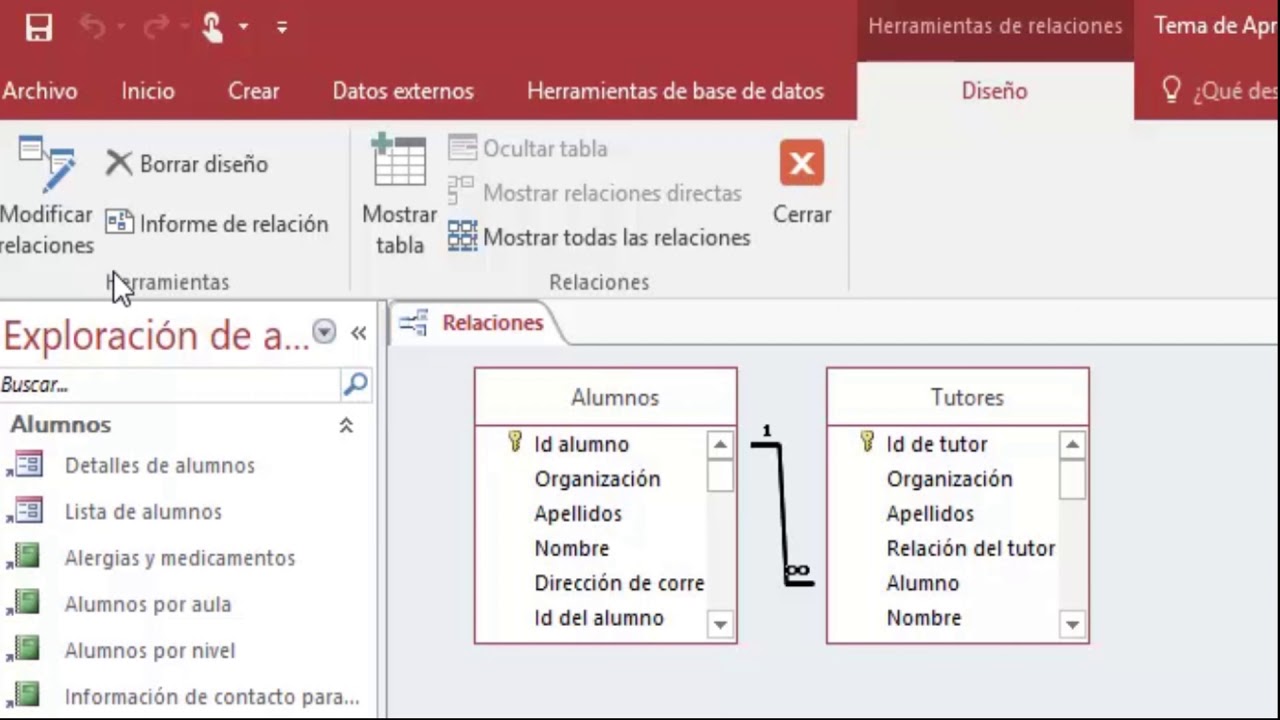 Herramientas de relaciones
Tema de Apr
Archivo
Inicio
Crear
Datos externos
Herramientas de base de datos
Diseño
¿Qué des
Modificar
relaciones
Borrar diseño
Informe de relación
Herramientas
Mostrar
tabla
Ocultar tabla
Mostrar relaciones directas
Mostrar todas las relaciones
Relaciones
Cerrar
Exploración de a...
Buscar...
Alumnos
Detalles de alumnos
Lista de alumnos
Alergias y medicamentos
Alumnos por aula
Alumnos por nivel
Información de contacto para...
Relaciones
Alumnos
Id alumno
Organización
Apellidos
Nombre
Dirección de corre
Id del alumno
1
∞
Tutores
Id de tutor
Organización
Apellidos
Relación del tutor
Alumno
Nombre